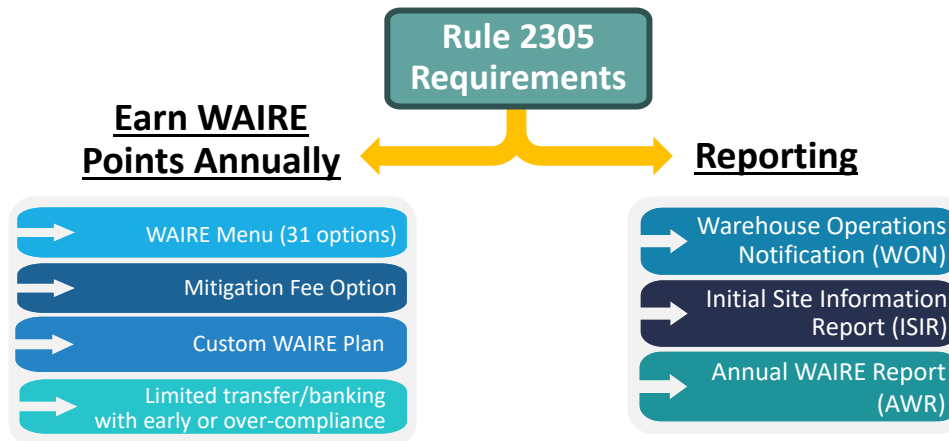 Rule 2305
Requirements
Earn WAIRE
Points Annually
Reporting
WAIRE Menu (31 options)
Mitigation Fee Option
Custom WAIRE Plan
Limited transfer/banking
with early or over-compliance
Warehouse Operations
Notification (WON)
Initial Site Information
Report (ISIR)
Annual WAIRE Report
(AWR)